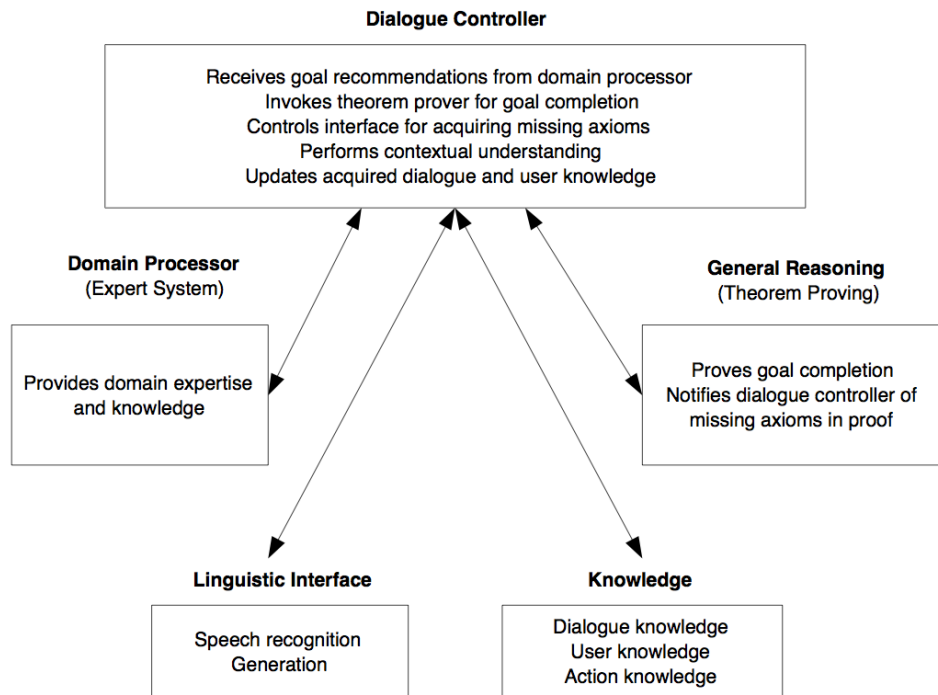 Dialogue Controller
Receives goal recommendations from domain processor
Invokes theorem prover for goal completion
Controls interface for acquiring missing axioms
Performs contextual understanding
Updates acquired dialogue and user knowledge
Domain Processor
(Expert System)
Provides domain expertise
and knowledge
General Reasoning
(Theorem Proving)
Proves goal completion
Notifies dialogue controller of
missing axioms in proof
Linguistic Interface
Speech recognition
Generation
Knowledge
Dialogue knowledge
User knowledge
Action knowledge